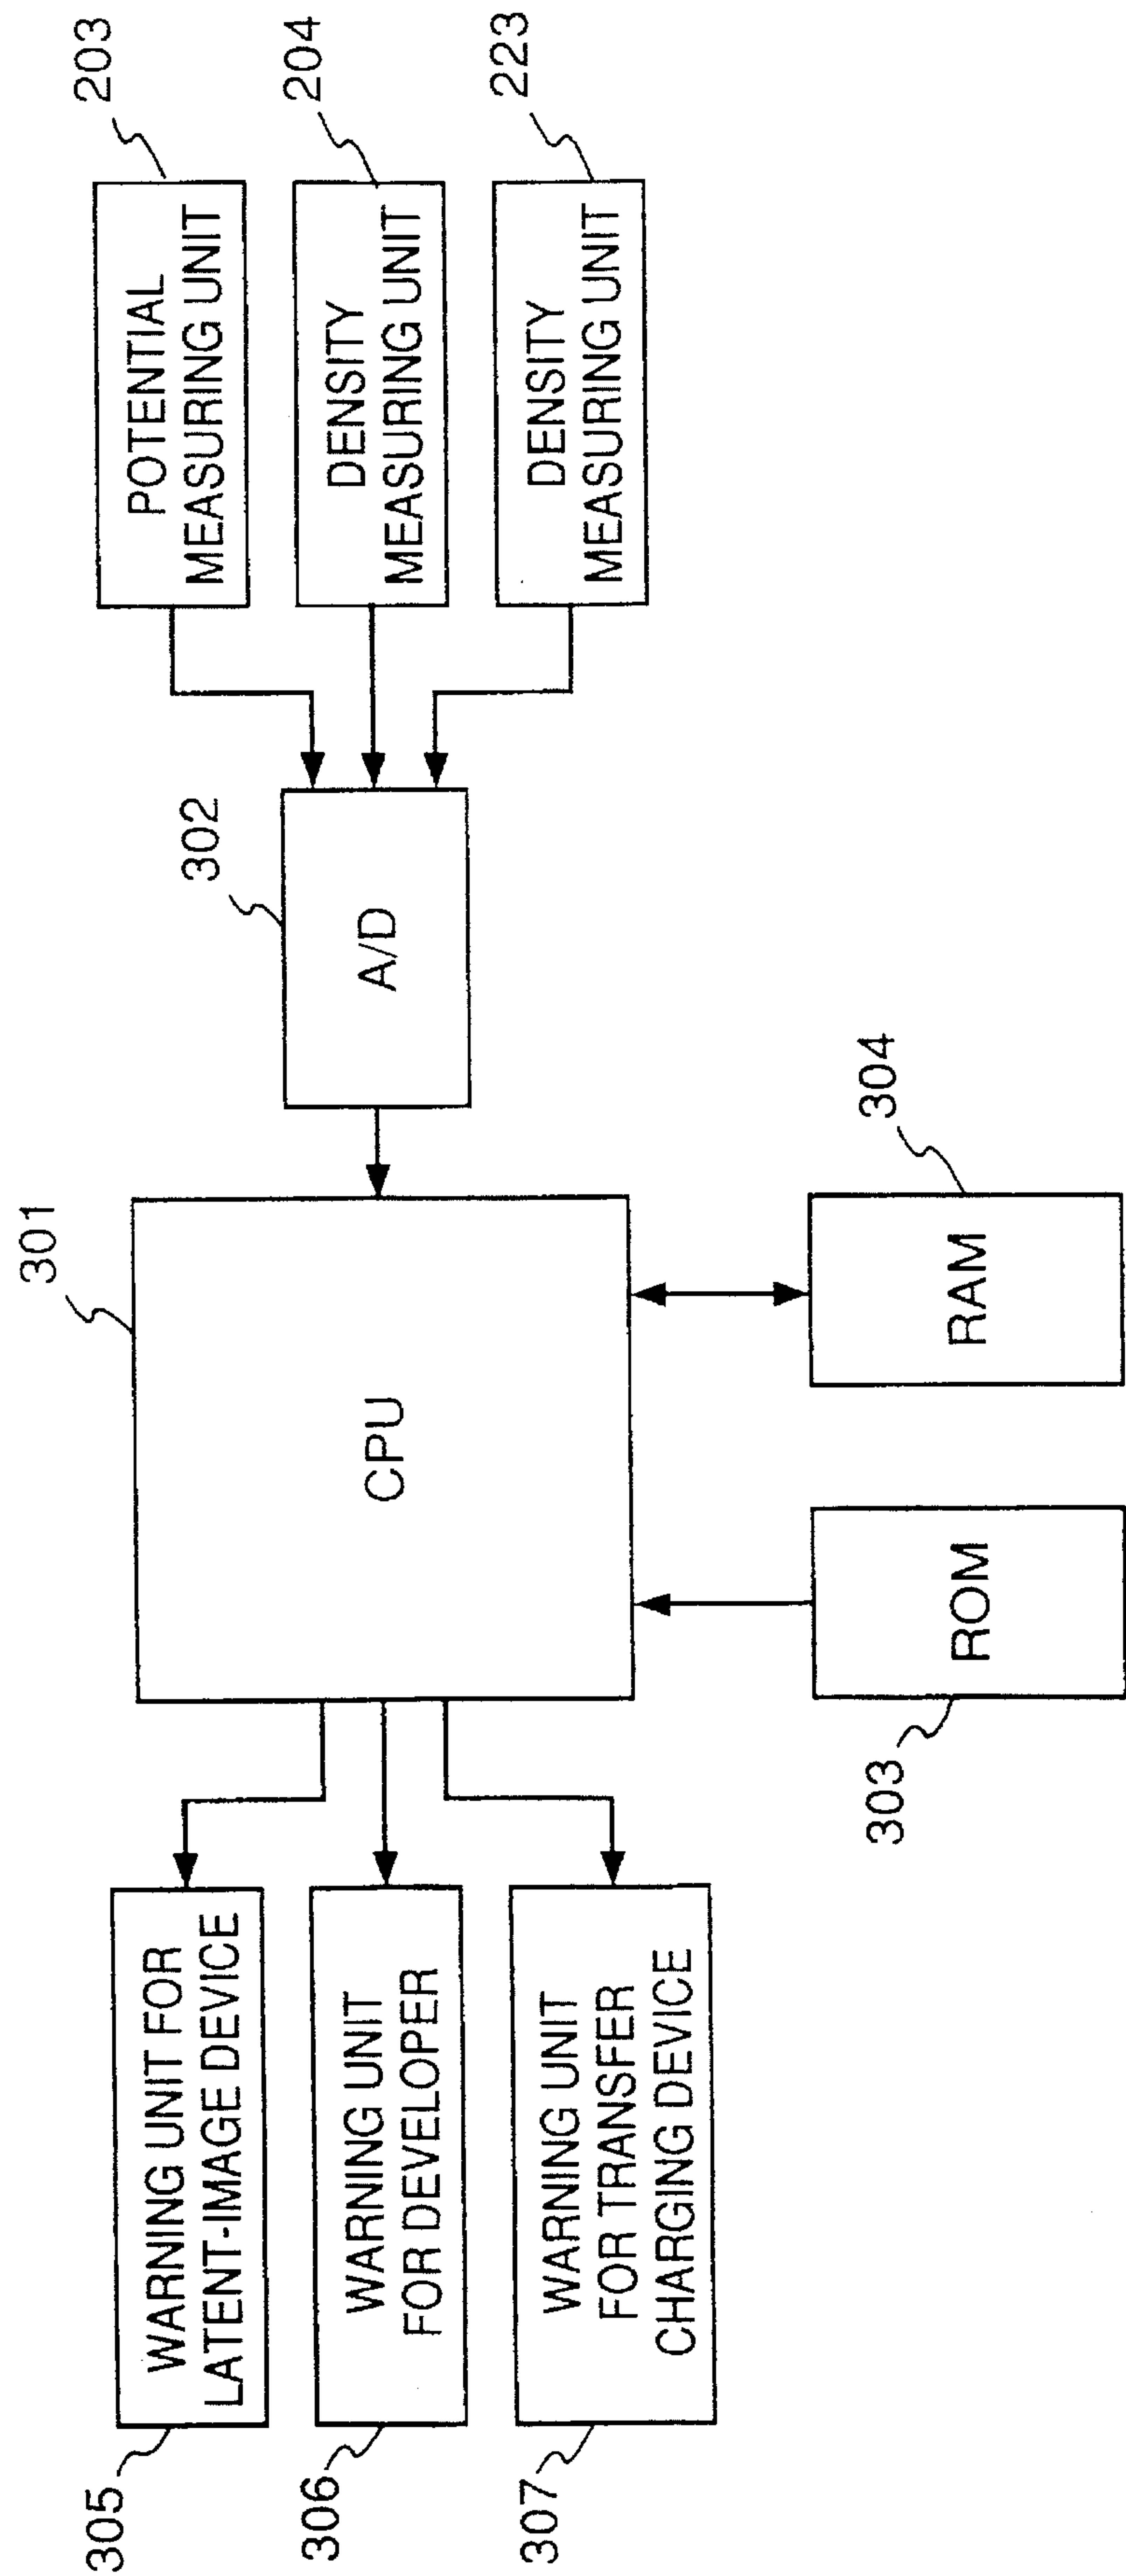 305
WARNING UNIT FOR
LATENT-IMAGE DEVICE
306
WARNING UNIT
FOR DEVELOPER
307
WARNING UNIT
FOR TRANSFER
CHARGING DEVICE
301
CPU
303
ROM
304
RAM
302
A/D
203
POTENTIAL
MEASURING UNIT
204
DENSITY
MEASURING UNIT
223
DENSITY
MEASURING UNIT